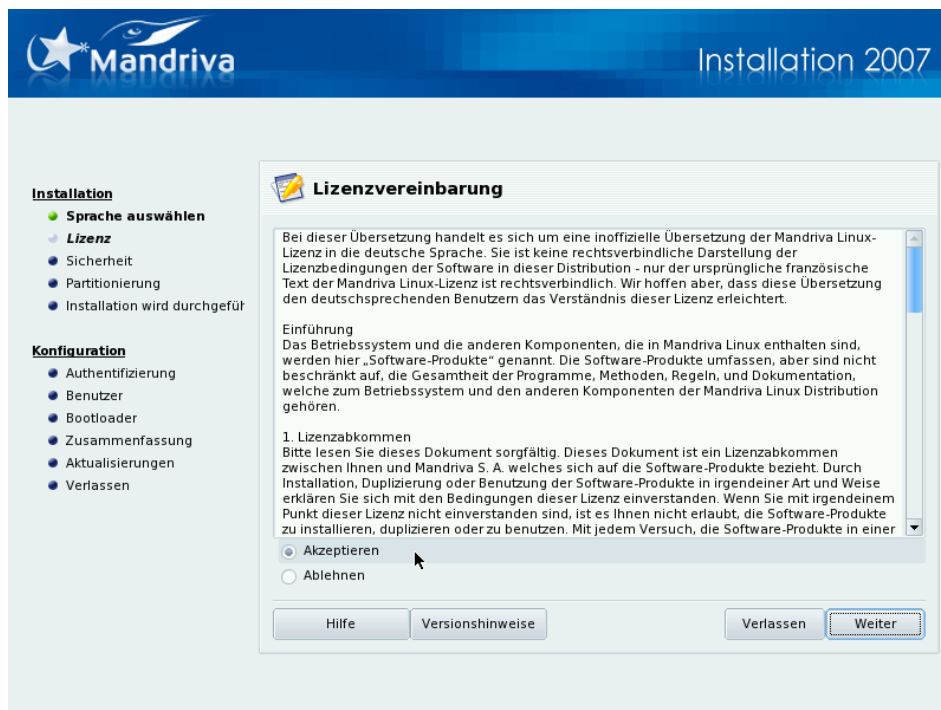 Mandriva
Installation 2007
Installation
Sprache auswählen
Lizenz
Sicherheit
Partitionierung
Installation wird durchgefüh
Konfiguration
Authentifizierung
Benutzer
Bootloader
Zusammenfassung
Aktualisierungen
Verlassen
Lizenzvereinbarung
Bei dieser Übersetzung handelt es sich um eine inoffizielle Übersetzung der Mandriva Linux-
Lizenz in die deutsche Sprache. Sie ist keine rechtsverbindliche Darstellung der
Lizenzbedingungen der Software in dieser Distribution - nur der ursprüngliche französische
Text der Mandriva Linux-Lizenz ist rechtsverbindlich. Wir hoffen aber, dass diese Übersetzung
den deutschsprechenden Benutzern das Verständnis dieser Lizenz erleichtert.
Einführung
Das Betriebssystem und die anderen Komponenten, die in Mandriva Linux enthalten sind,
werden hier „Software-Produkte“ genannt. Die Software-Produkte umfassen, aber sind nicht
beschränkt auf, die Gesamtheit der Programme, Methoden, Regeln, und Dokumentation,
welche zum Betriebssystem und den anderen Komponenten der Mandriva Linux Distribution
gehören.
1. Lizenzabkommen
Bitte lesen Sie dieses Dokument sorgfältig. Dieses Dokument ist ein Lizenzabkommen
zwischen Ihnen und Mandriva S. A. welches sich auf die Software-Produkte bezieht. Durch
Installation, Duplizierung oder Benutzung der Software-Produkte in irgendeiner Art und Weise
erklären Sie sich mit den Bedingungen dieser Lizenz einverstanden. Wenn Sie mit irgendeinem
Punkt dieser Lizenz nicht einverstanden sind, ist es Ihnen nicht erlaubt, die Software-Produkte
zu installieren, duplizieren oder zu benutzen. Mit jedem Versuch, die Software-Produkte in einer
Akzeptieren
Ablehnen
Hilfe
Versionshinweise
Verlassen
Weiter